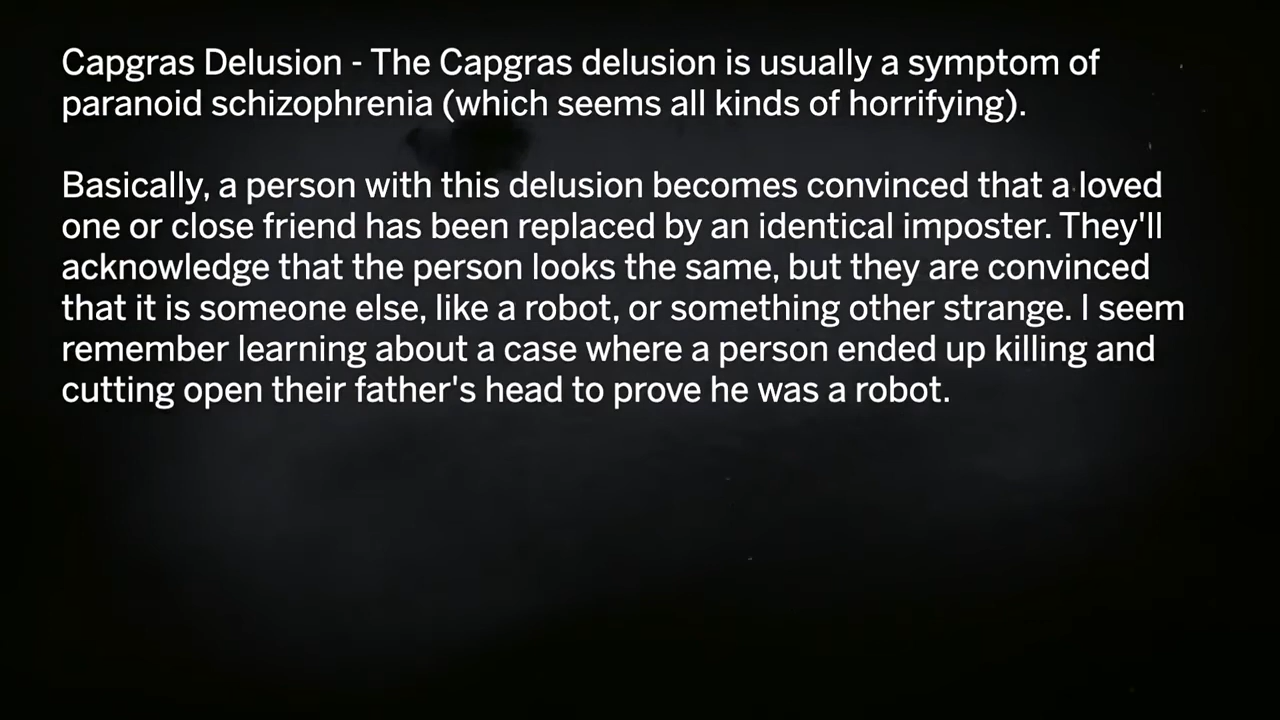 Capgras Delusion - The Capgras delusion is usually a symptom of
paranoid schizophrenia (which seems all kinds of horrifying).
Basically, a person with this delusion becomes convinced that a loved
one or close friend has been replaced by an identical imposter. They'll
acknowledge that the person looks the same, but they are convinced
that it is someone else, like a robot, or something other strange. I seem
remember learning about a case where a person ended up killing and
cutting open their father's head to prove he was a robot.